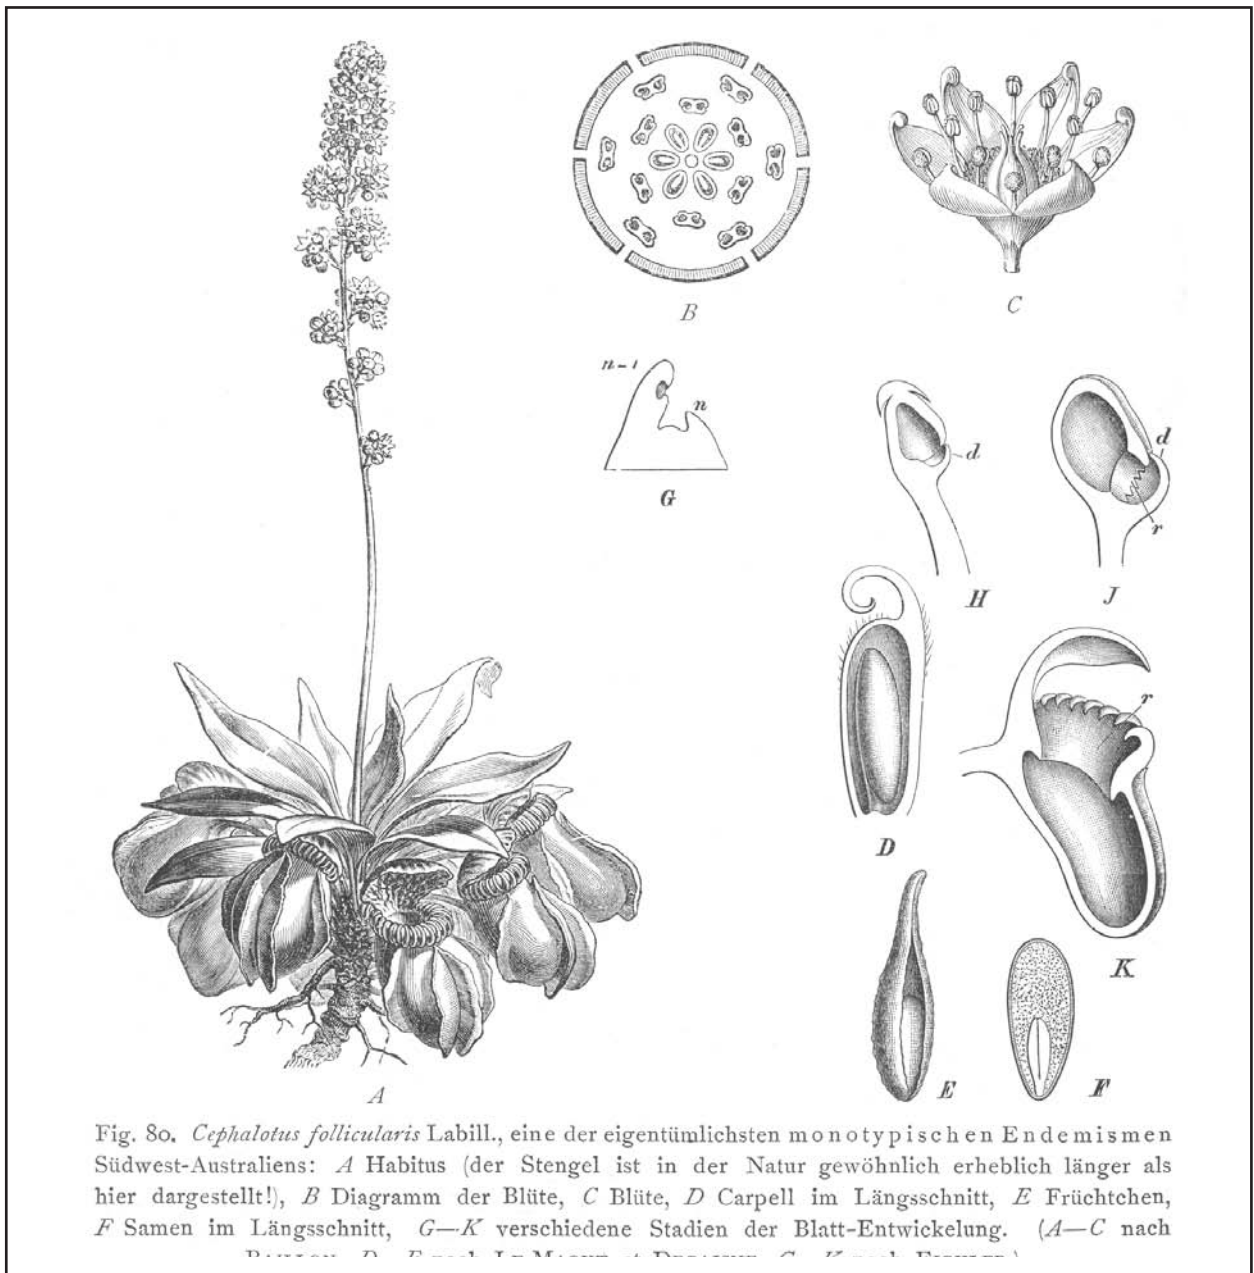 B
C
n-1
n
G
d
H
d
r
J
D
r
K
A
E
F
Fig. 80. Cephalotus follicularis Labill., eine der eigentümlichsten monotypischen Endemismen
Südwest-Australiens: A Habitus (der Stengel ist in der Natur gewöhnlich erheblich länger als
hier dargestellt!), B Diagramm der Blüte, C Blüte, D Carpell im Längsschnitt, E Früchtchen,
F Samen im Längsschnitt, G—K verschiedene Stadien der Blatt-Entwickelung. (A—C nach